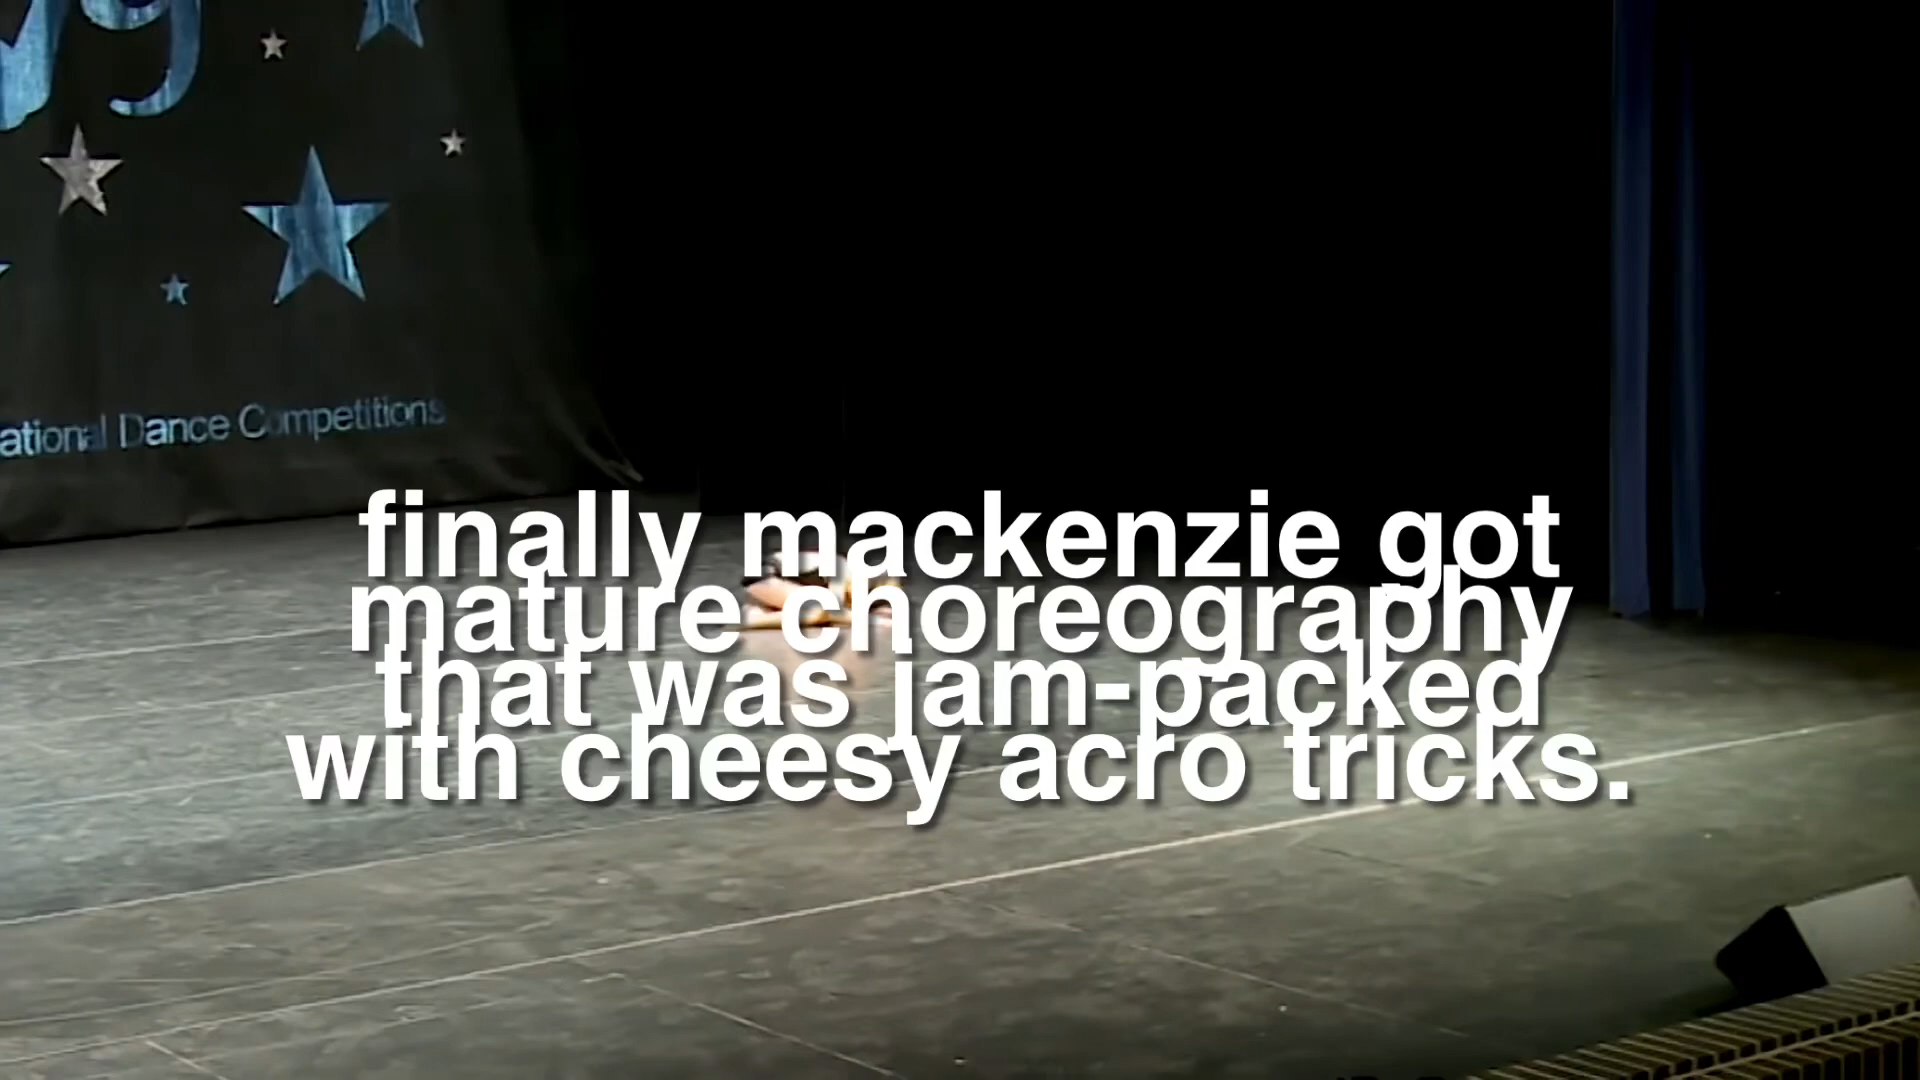 ational Dance Competitions
finally mackenzie got
mature choreography
that was jam-packed
with cheesy acro tricks.